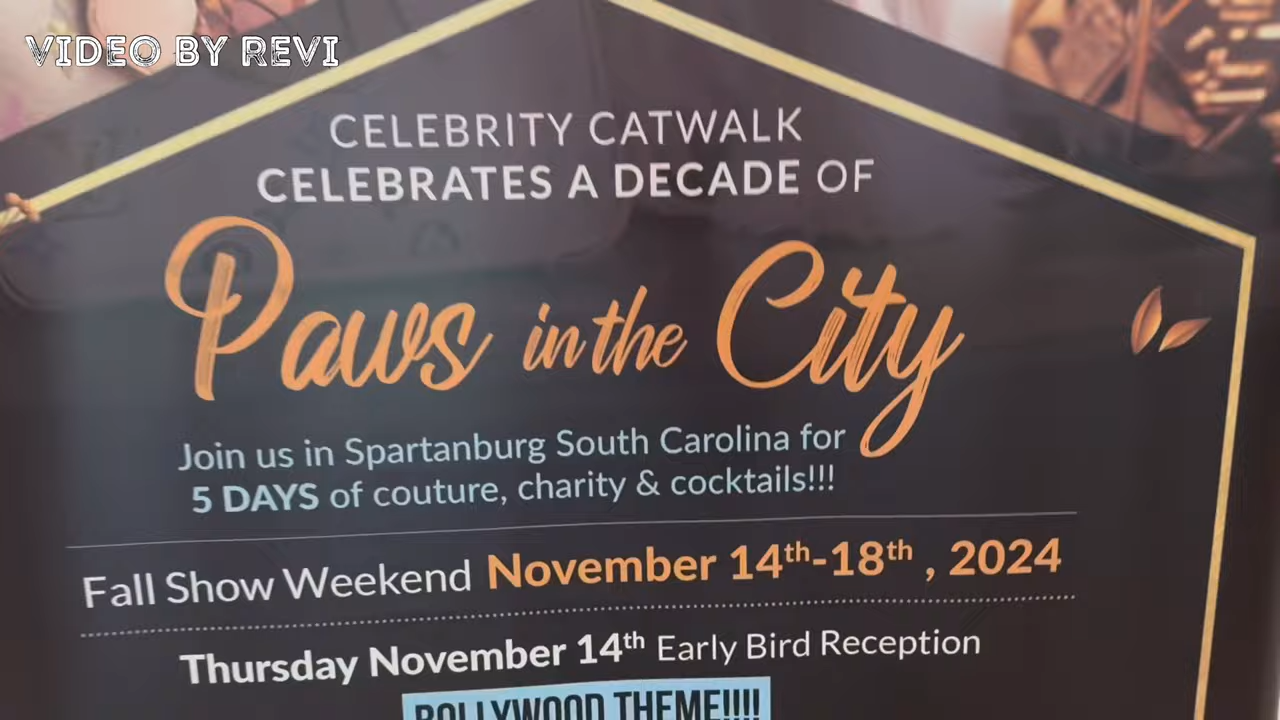 VIDEO BY REVI
CELEBRITY CATWALK
CELEBRATES A DECADE OF
Paws in the City
Join us in Spartanburg South Carolina for
5 DAYS of couture, charity & cocktails!!!
Fall Show Weekend November 14th-18th , 2024
Thursday November 14th Early Bird Reception
BOLLYWOOD THEME!!!!